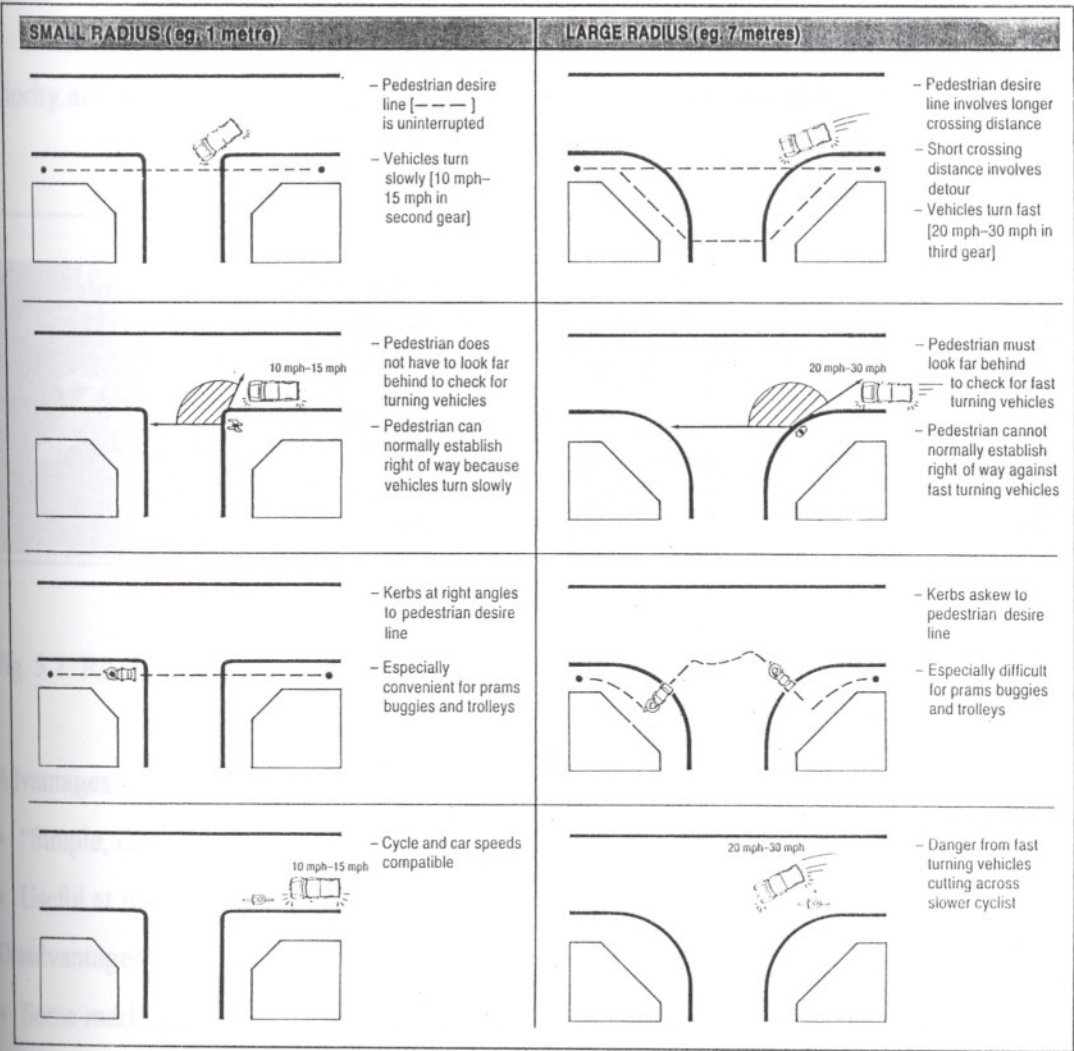 SMALL RADIUS (eg. 1 metre)
LARGE RADIUS (eg. 7 metres)
– Pedestrian desire
line [– – – ]
is uninterrupted
– Vehicles turn
slowly [10 mph–
15 mph in
second gear]
– Pedestrian desire
line involves longer
crossing distance
– Short crossing
distance involves
detour
– Vehicles turn fast
[20 mph–30 mph in
third gear]
10 mph–15 mph
– Pedestrian does
not have to look far
behind to check for
turning vehicles
– Pedestrian can
normally establish
right of way because
vehicles turn slowly
20 mph–30 mph
– Pedestrian must
look far behind
to check for fast
turning vehicles
– Pedestrian cannot
normally establish
right of way against
fast turning vehicles
– Kerbs at right angles
to pedestrian desire
line
– Especially
convenient for prams
buggies and trolleys
– Kerbs askew to
pedestrian desire
line
– Especially difficult
for prams buggies
and trolleys
10 mph–15 mph
– Cycle and car speeds
compatible
20 mph–30 mph
– Danger from fast
turning vehicles
cutting across
slower cyclist